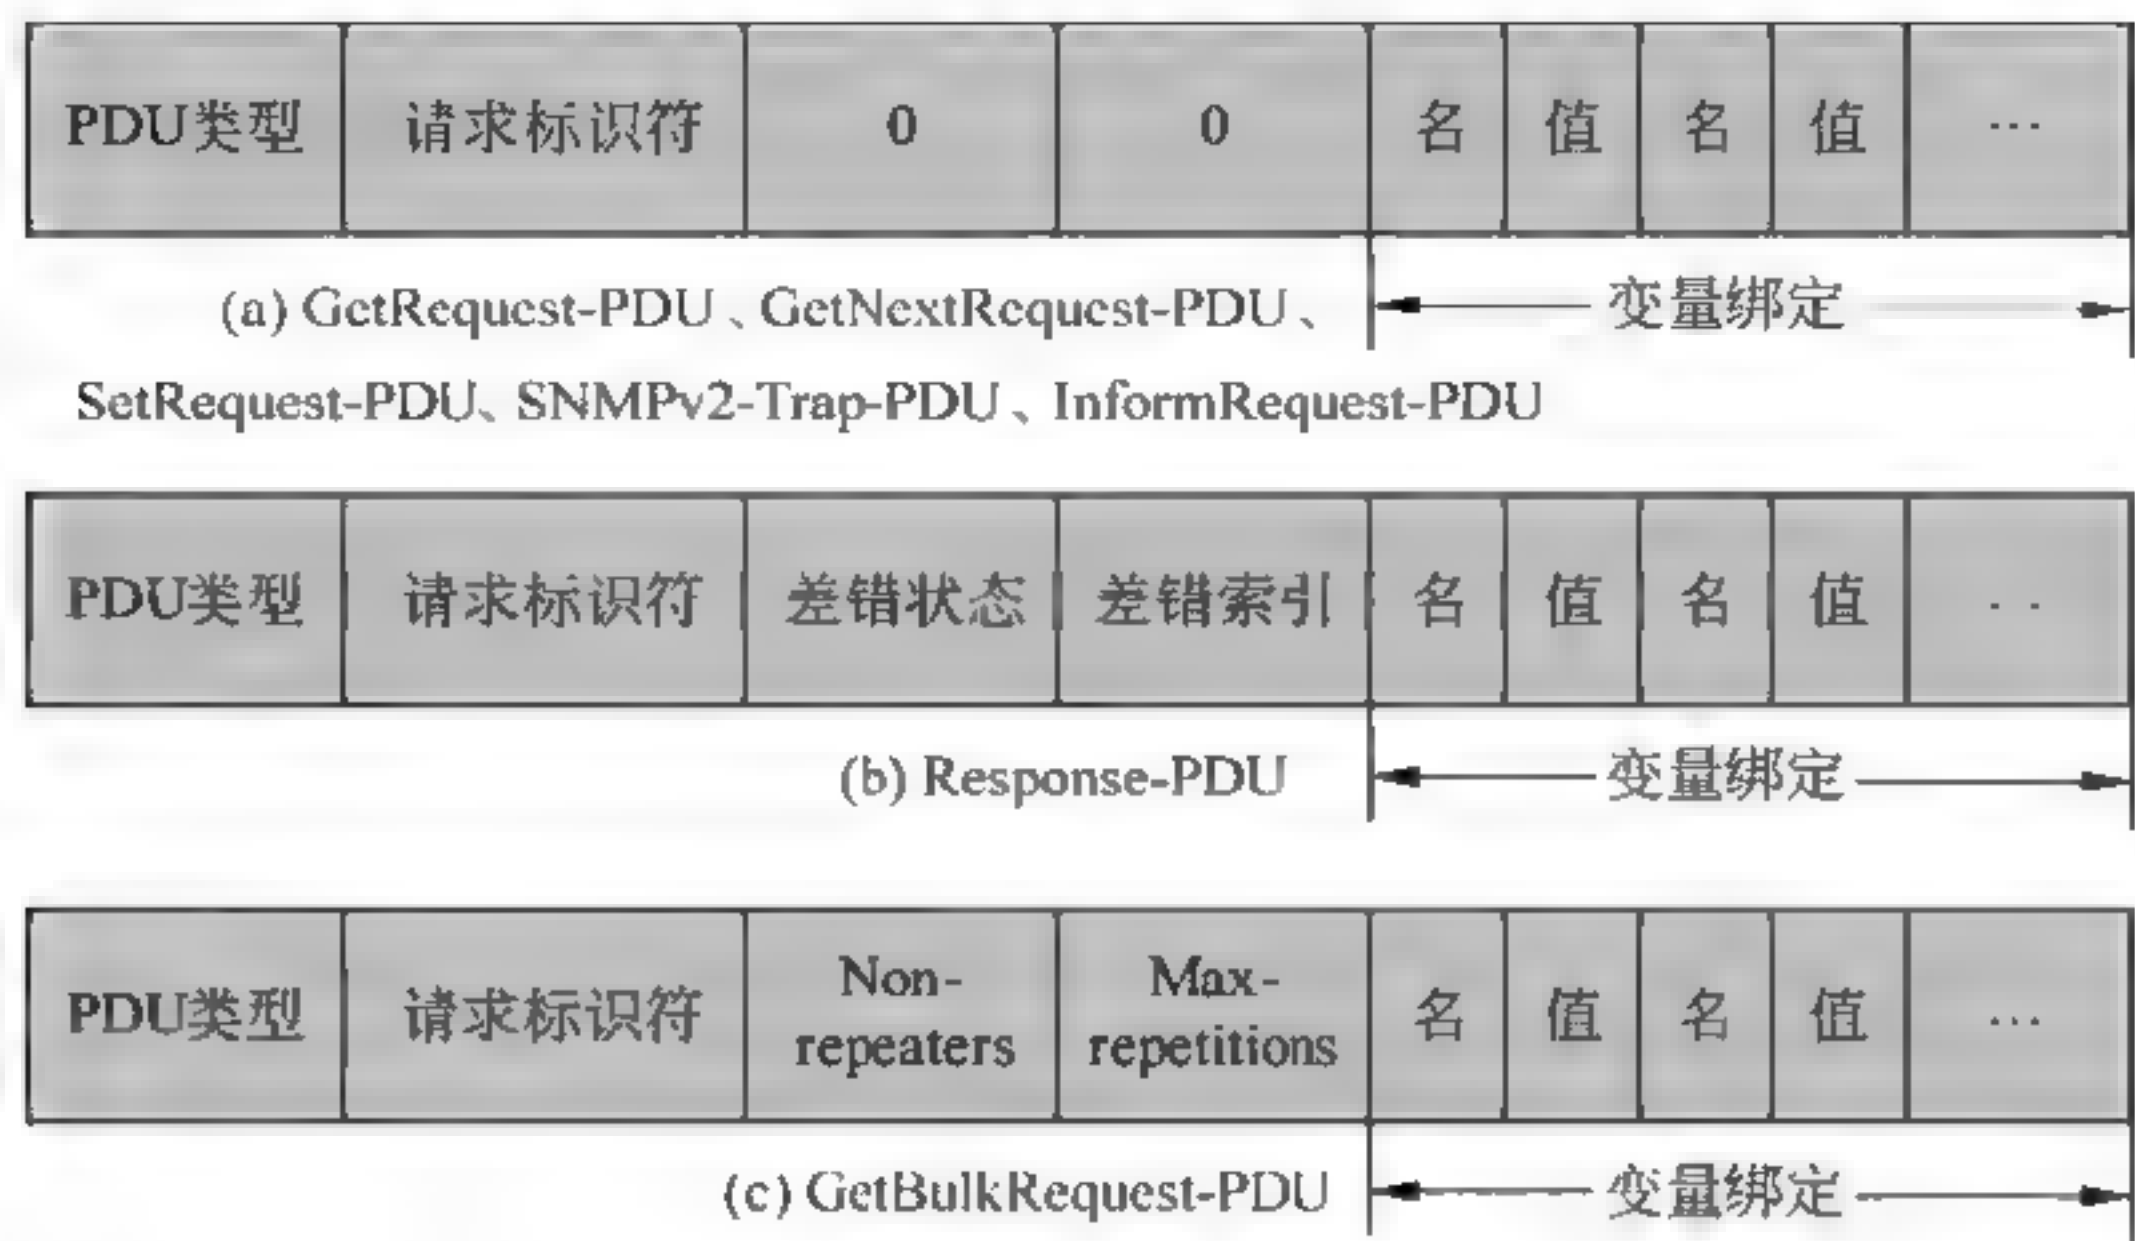 PDU类型 请求标识符 0 0 名 值 名 值 …
(a) GetRequest-PDU、GetNextRequest-PDU、 变量绑定
SetRequest-PDU、SNMPv2-Trap-PDU、InformRequest-PDU
PDU类型 请求标识符 差错状态 差错索引 名 值 名 值 …
(b) Response-PDU 变量绑定
PDU类型 请求标识符 Non-repeaters Max-repetitions 名 值 名 值 …
(c) GetBulkRequest-PDU 变量绑定